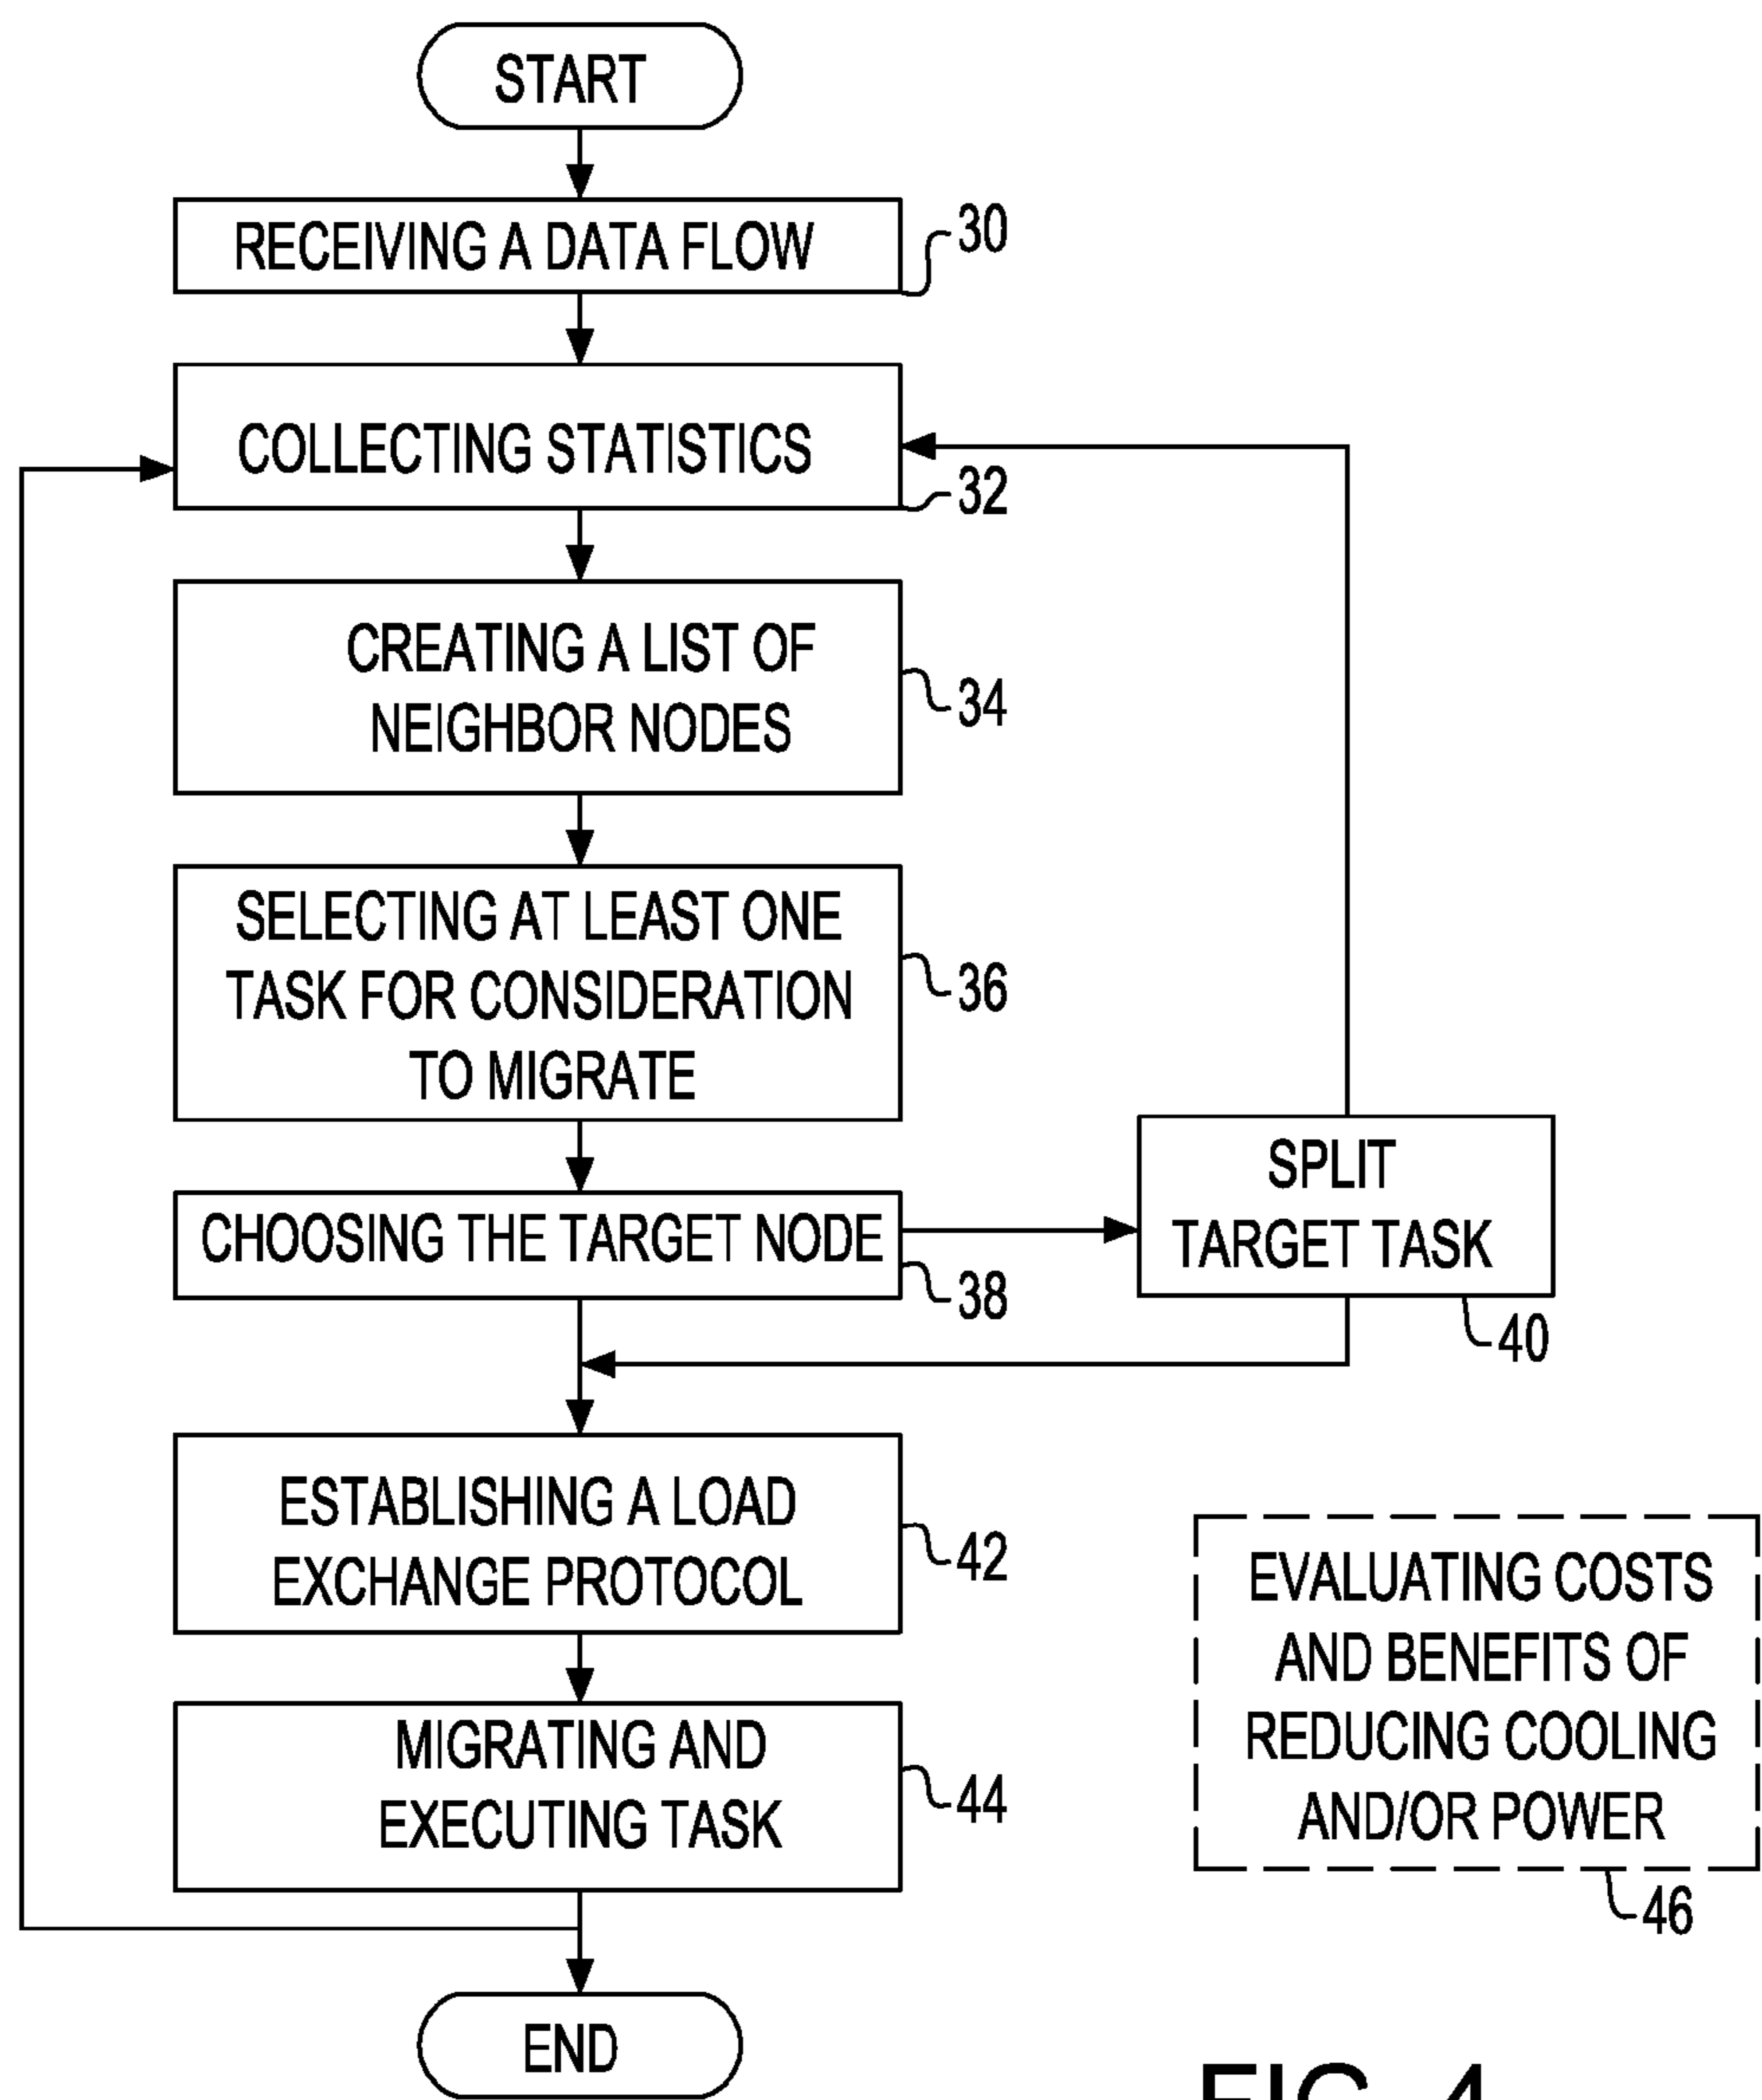 START
RECEIVING A DATA FLOW
30
COLLECTING STATISTICS
32
CREATING A LIST OF
NEIGHBOR NODES
34
SELECTING AT LEAST ONE
TASK FOR CONSIDERATION
TO MIGRATE
36
CHOOSING THE TARGET NODE
38
SPLIT
TARGET TASK
40
ESTABLISHING A LOAD
EXCHANGE PROTOCOL
42
MIGRATING AND
EXECUTING TASK
44
EVALUATING COSTS
AND BENEFITS OF
REDUCING COOLING
AND/OR POWER
46
END
FIG. 4